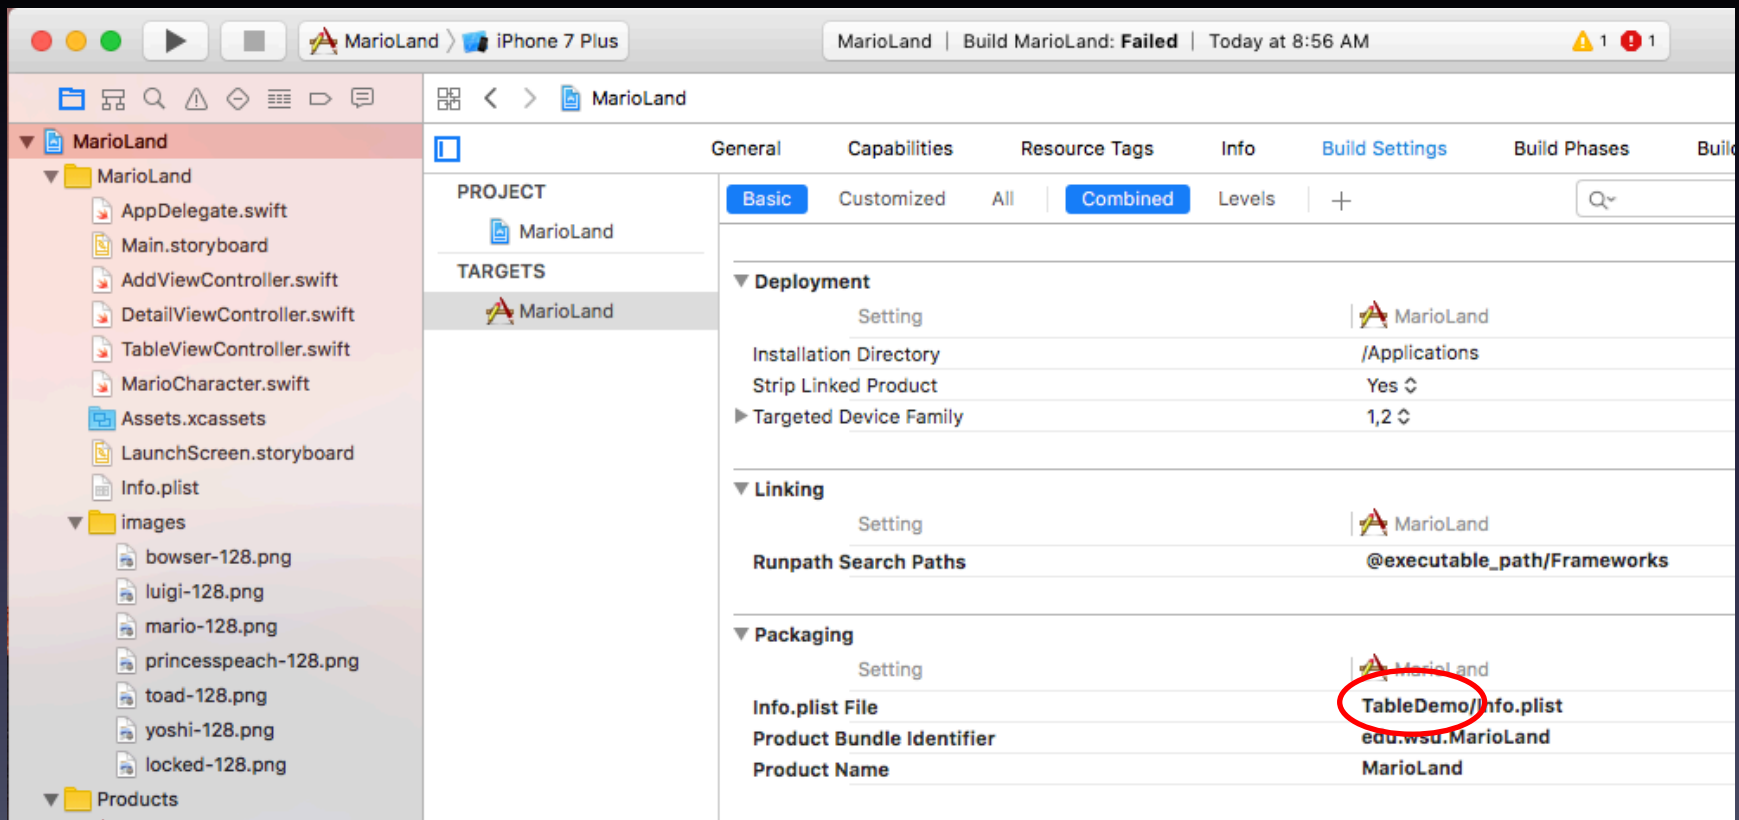 MarioLand iPhone 7 Plus
MarioLand | Build MarioLand: Failed | Today at 8:56 AM 1 1
MarioLand
MarioLand
General Capabilities Resource Tags Info Build Settings Build Phases
Basic Customized All Combined Levels
PROJECT
MarioLand
TARGETS
MarioLand
MarioLand
AppDelegate.swift
Main.storyboard
AddViewController.swift
DetailViewController.swift
TableViewController.swift
MarioCharacter.swift
Assets.xcassets
LaunchScreen.storyboard
Info.plist
images
bowser-128.png
luigi-128.png
mario-128.png
princesspeach-128.png
toad-128.png
yoshi-128.png
locked-128.png
Products
Deployment
Setting MarioLand
Installation Directory /Applications
Strip Linked Product Yes
Targeted Device Family 1,2
Linking
Setting MarioLand
Runpath Search Paths @executable_path/Frameworks
Packaging
Setting MarioLand
Info.plist File TableDemo/Info.plist
Product Bundle Identifier edu.wsu.MarioLand
Product Name MarioLand